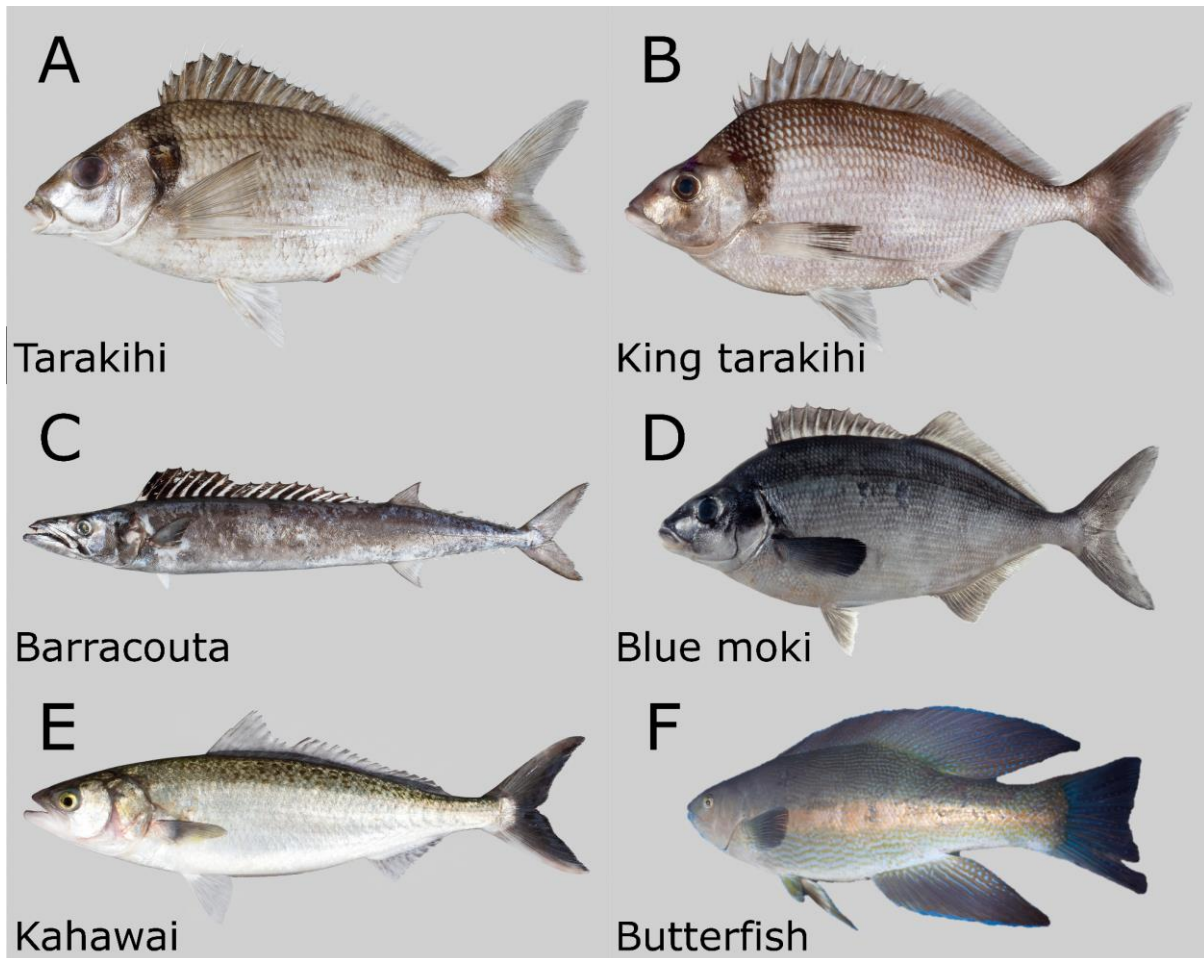 A
B
Tarakihi
King tarakihi
C
D
Barracouta
Blue moki
E
F
Kahawai
Butterfish